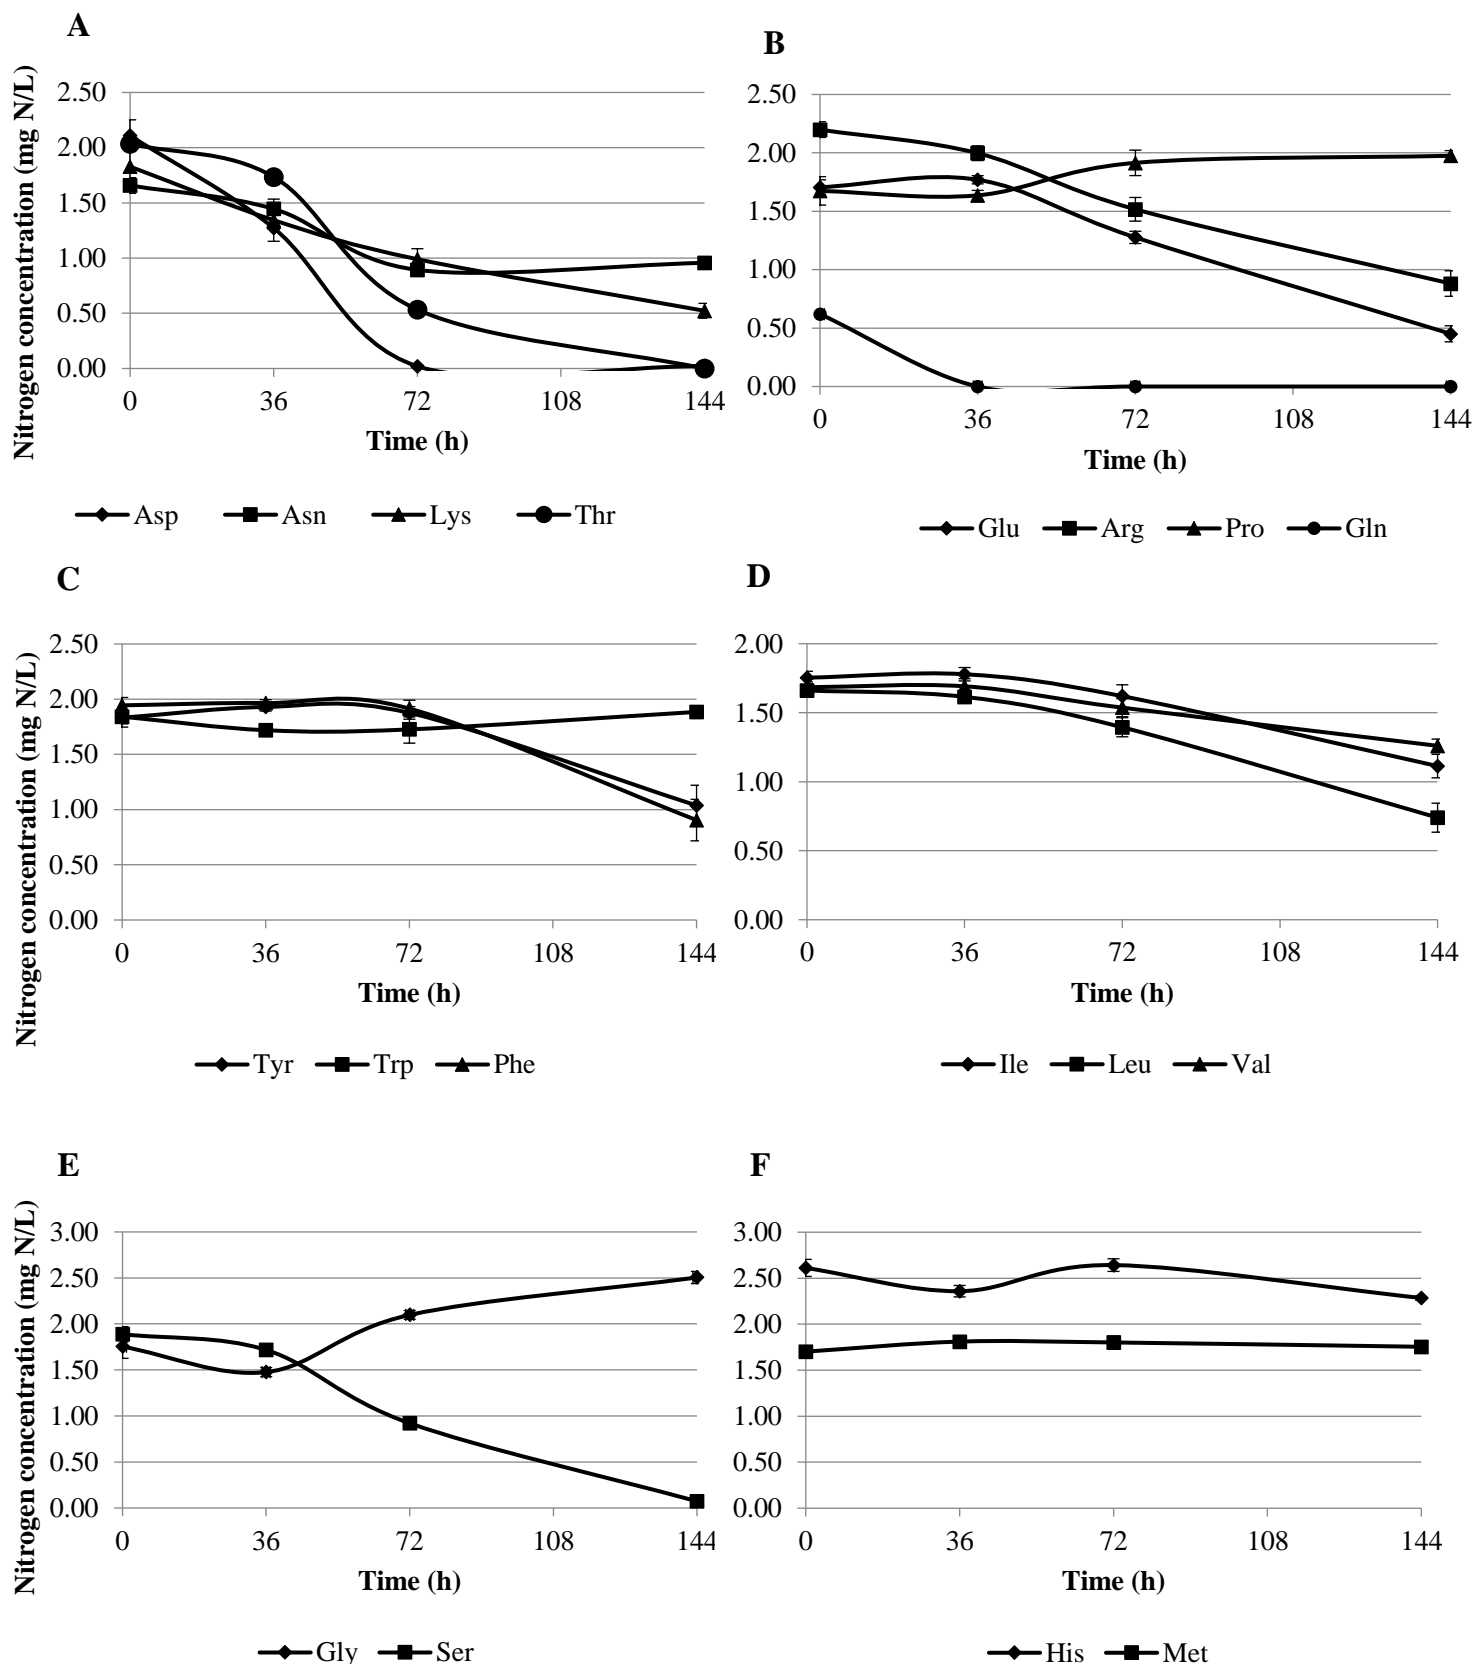 A
Nitrogen concentration (mg N/L)
2.50
2.00
1.50
1.00
0.50
0.00
0 36 72 108 144
Time (h)
Asp Asn Lys Thr
B
2.50
2.00
1.50
1.00
0.50
0.00
0 36 72 108 144
Time (h)
Glu Arg Pro Gln
C
Nitrogen concentration (mg N/L)
2.50
2.00
1.50
1.00
0.50
0.00
0 36 72 108 144
Time (h)
Tyr Trp Phe
D
2.00
1.50
1.00
0.50
0.00
0 36 72 108 144
Time (h)
Ile Leu Val
E
Nitrogen concentration (mg N/L)
3.00
2.50
2.00
1.50
1.00
0.50
0.00
0 36 72 108 144
Time (h)
Gly Ser
F
3.00
2.50
2.00
1.50
1.00
0.50
0.00
0 36 72 108 144
Time (h)
His Met